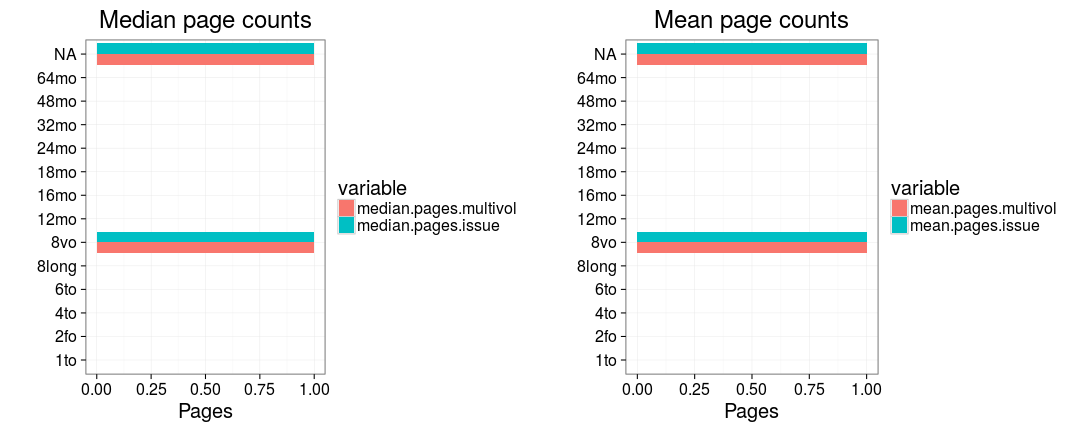 Median page counts
NA
64mo
48mo
32mo
24mo
18mo
16mo
12mo
8vo
8long
6to
4to
2fo
1to
0.00 0.25 0.50 0.75 1.00
Pages
variable
median.pages.multivol
median.pages.issue
Mean page counts
NA
64mo
48mo
32mo
24mo
18mo
16mo
12mo
8vo
8long
6to
4to
2fo
1to
0.00 0.25 0.50 0.75 1.00
Pages
variable
mean.pages.multivol
mean.pages.issue